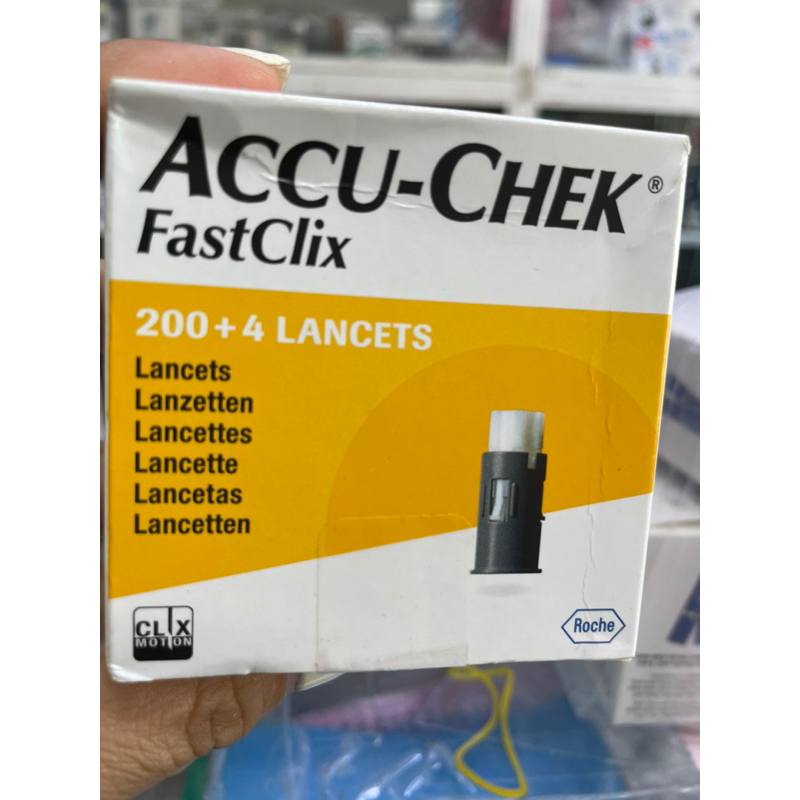 ACCU-CHEK®
FastClix
200+4 LANCETS
Lancets
Lanzetten
Lancettes
Lancette
Lancetas
Lancetten
CLIX
MOTION
Roche